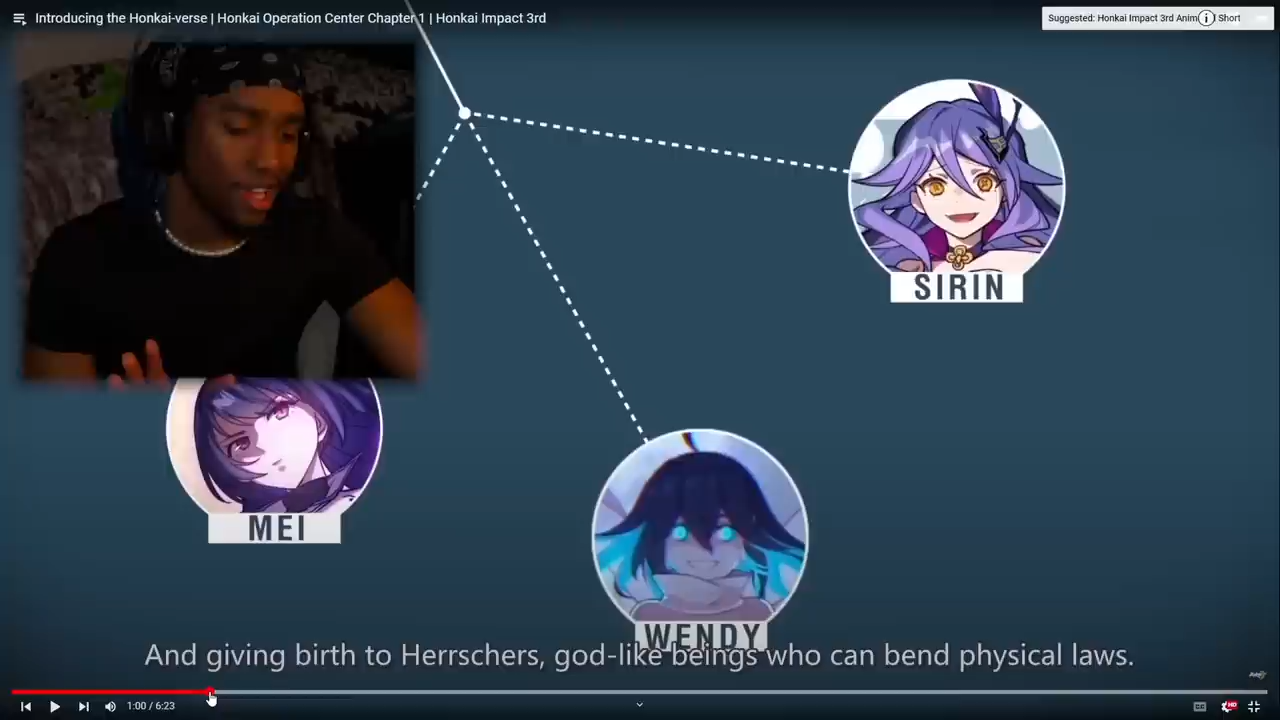 Introducing the Honkai-verse | Honkai Operation Center Chapter 1 | Honkai Impact 3rd
Suggested: Honkai Impact 3rd Anim Short
SIRIN
MEI
WENDY
And giving birth to Herrschers, god-like beings who can bend physical laws.
1:00 / 6:23
CC
HD